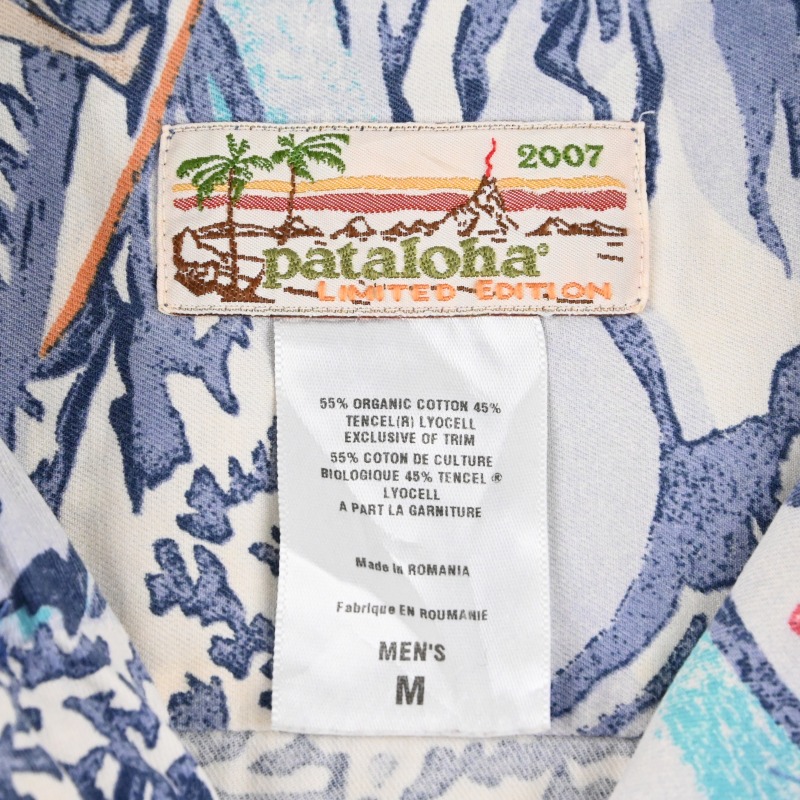 2007
pataloha®
LIMITED EDITION
55% ORGANIC COTTON 45%
TENCEL(R) LYOCELL
EXCLUSIVE OF TRIM
55% COTON DE CULTURE
BIOLOGIQUE 45% TENCEL ®
LYOCELL
A PART LA GARNITURE
Made in ROMANIA
Fabrique EN ROUMANIE
MEN'S
M